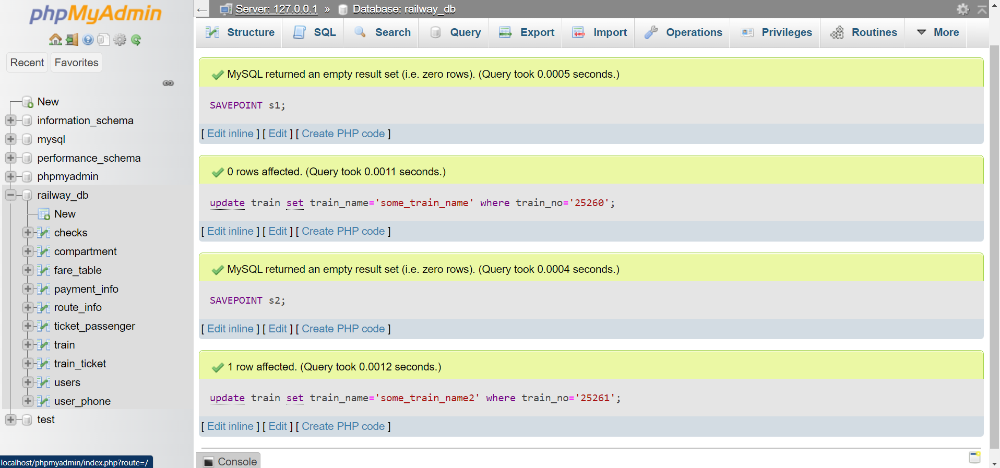 phpMyAdmin
Recent Favorites
New
information_schema
mysql
performance_schema
phpmyadmin
railway_db
New
checks
compartment
fare_table
payment_info
route_info
ticket_passenger
train
train_ticket
users
user_phone
test
localhost/phpmyadmin/index.php?route=/
Server: 127.0.0.1 » Database: railway_db
Structure SQL Search Query Export Import Operations Privileges Routines More
MySQL returned an empty result set (i.e. zero rows). (Query took 0.0005 seconds.)
SAVEPOINT s1;
[ Edit inline ] [ Edit ] [ Create PHP code ]
0 rows affected. (Query took 0.0011 seconds.)
update train set train_name='some_train_name' where train_no='25260';
[ Edit inline ] [ Edit ] [ Create PHP code ]
MySQL returned an empty result set (i.e. zero rows). (Query took 0.0004 seconds.)
SAVEPOINT s2;
[ Edit inline ] [ Edit ] [ Create PHP code ]
1 row affected. (Query took 0.0012 seconds.)
update train set train_name='some_train_name2' where train_no='25261';
[ Edit inline ] [ Edit ] [ Create PHP code ]
Console